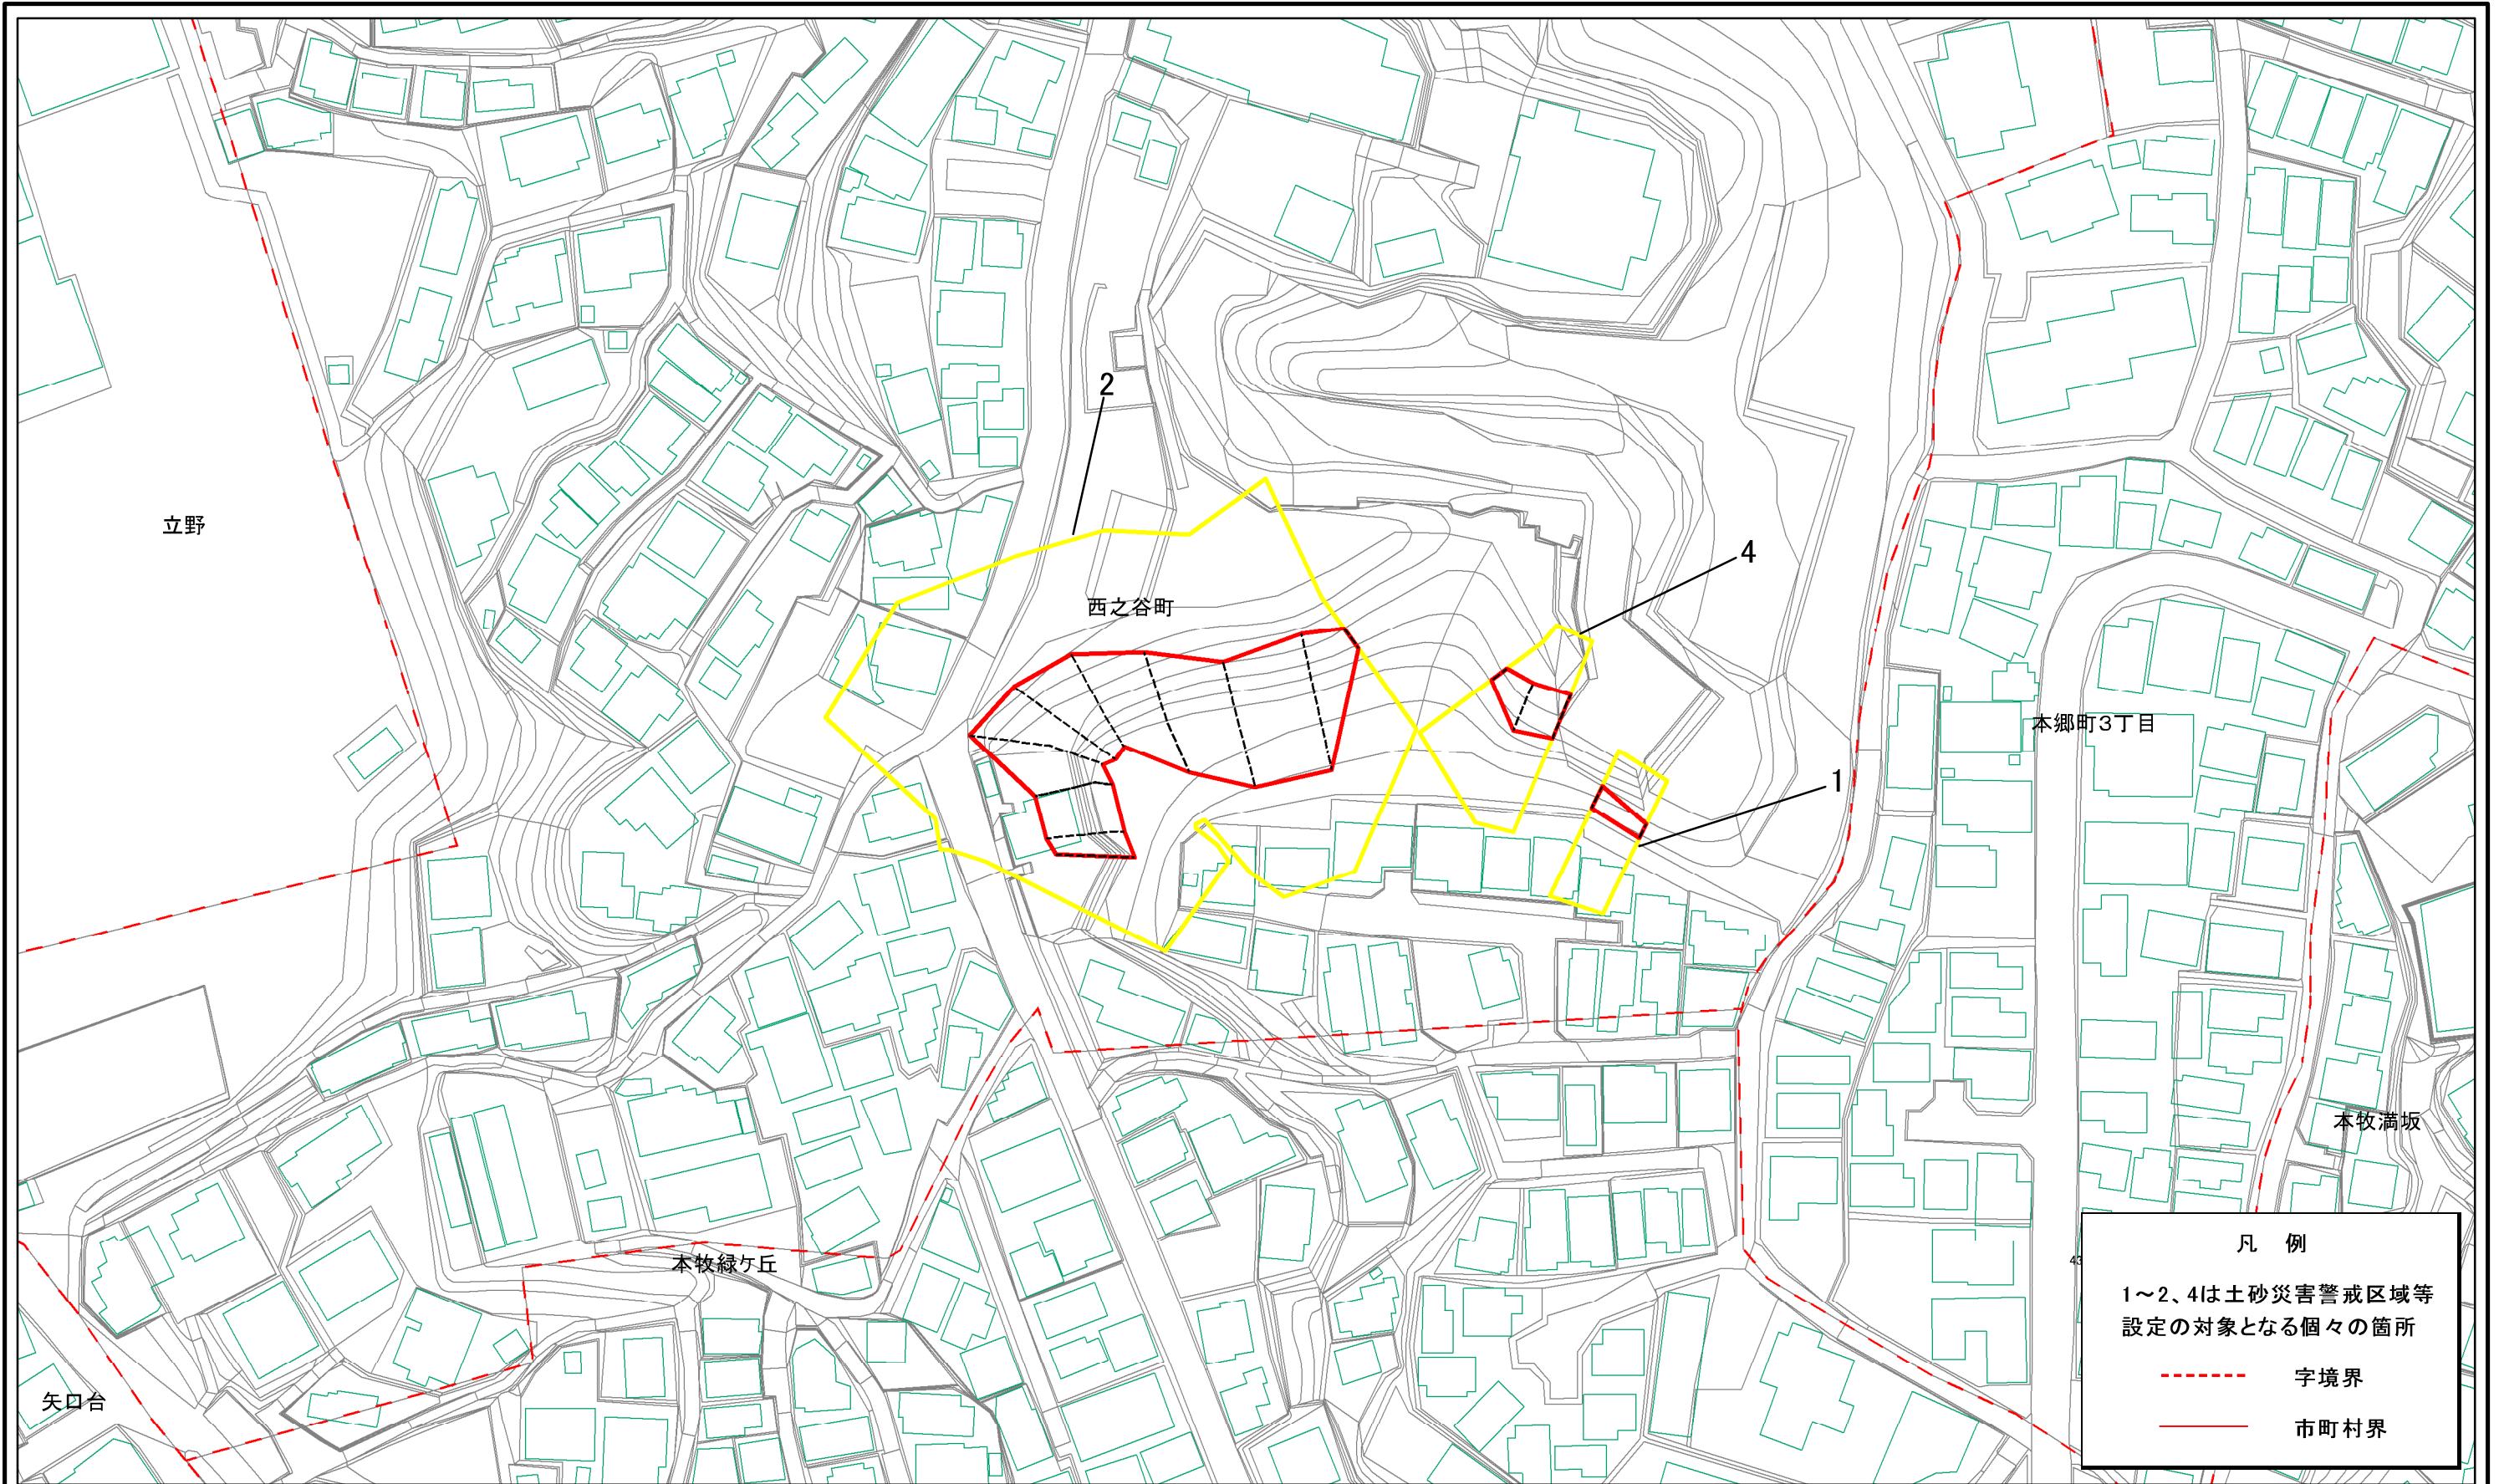 2
立野
4
西之谷町
本郷町3丁目
1
本牧満坂
本牧緑ケ丘
矢口台
43
凡 例
1～2、4は土砂災害警戒区域等
設定の対象となる個々の箇所
字境界
市町村界